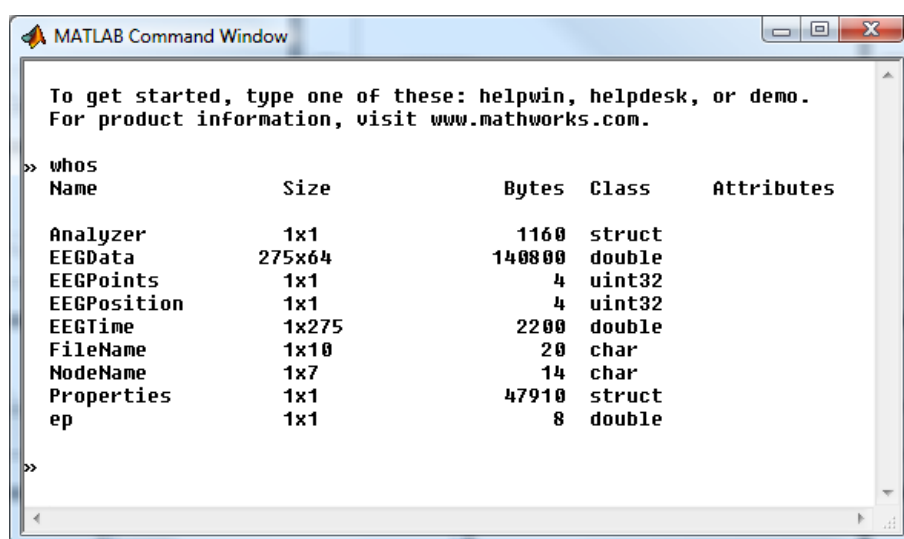 MATLAB Command Window
To get started, type one of these: helpwin, helpdesk, or demo.
For product information, visit www.mathworks.com.
» whos
Name Size Bytes Class Attributes
Analyzer 1x1 1160 struct
EEGData 275x64 140800 double
EEGPoints 1x1 4 uint32
EEGPosition 1x1 4 uint32
EEGTime 1x275 2200 double
FileName 1x10 20 char
NodeName 1x7 14 char
Properties 1x1 47910 struct
ep 1x1 8 double
»